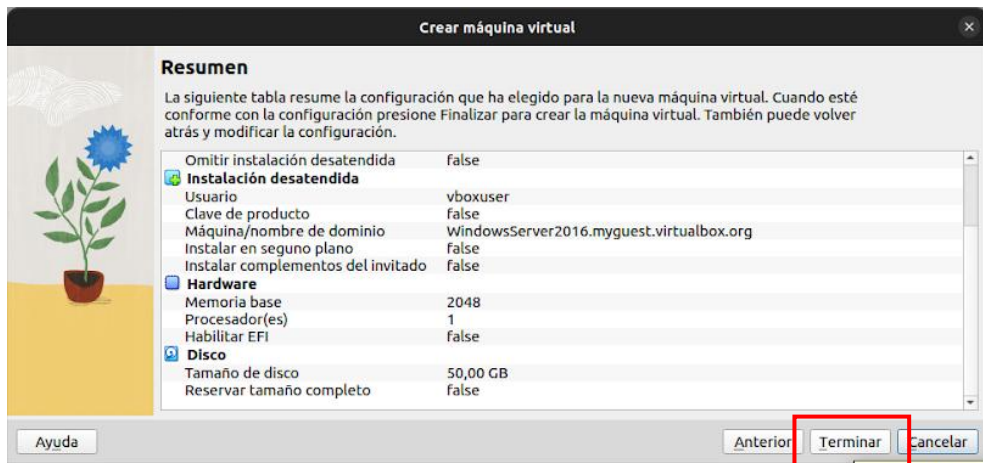 Crear máquina virtual
Resumen
La siguiente tabla resume la configuración que ha elegido para la nueva máquina virtual. Cuando esté
conforme con la configuración presione Finalizar para crear la máquina virtual. También puede volver
atrás y modificar la configuración.
Omitir instalación desatendida false
Instalación desatendida
Usuario vboxuser
Clave de producto false
Máquina/nombre de dominio WindowsServer2016.myguest.virtualbox.org
Instalar en seguno plano false
Instalar complementos del invitado false
Hardware
Memoria base 2048
Procesador(es) 1
Habilitar EFI false
Disco
Tamaño de disco 50,00 GB
Reservar tamaño completo false
Ayuda Anterior Terminar Cancelar